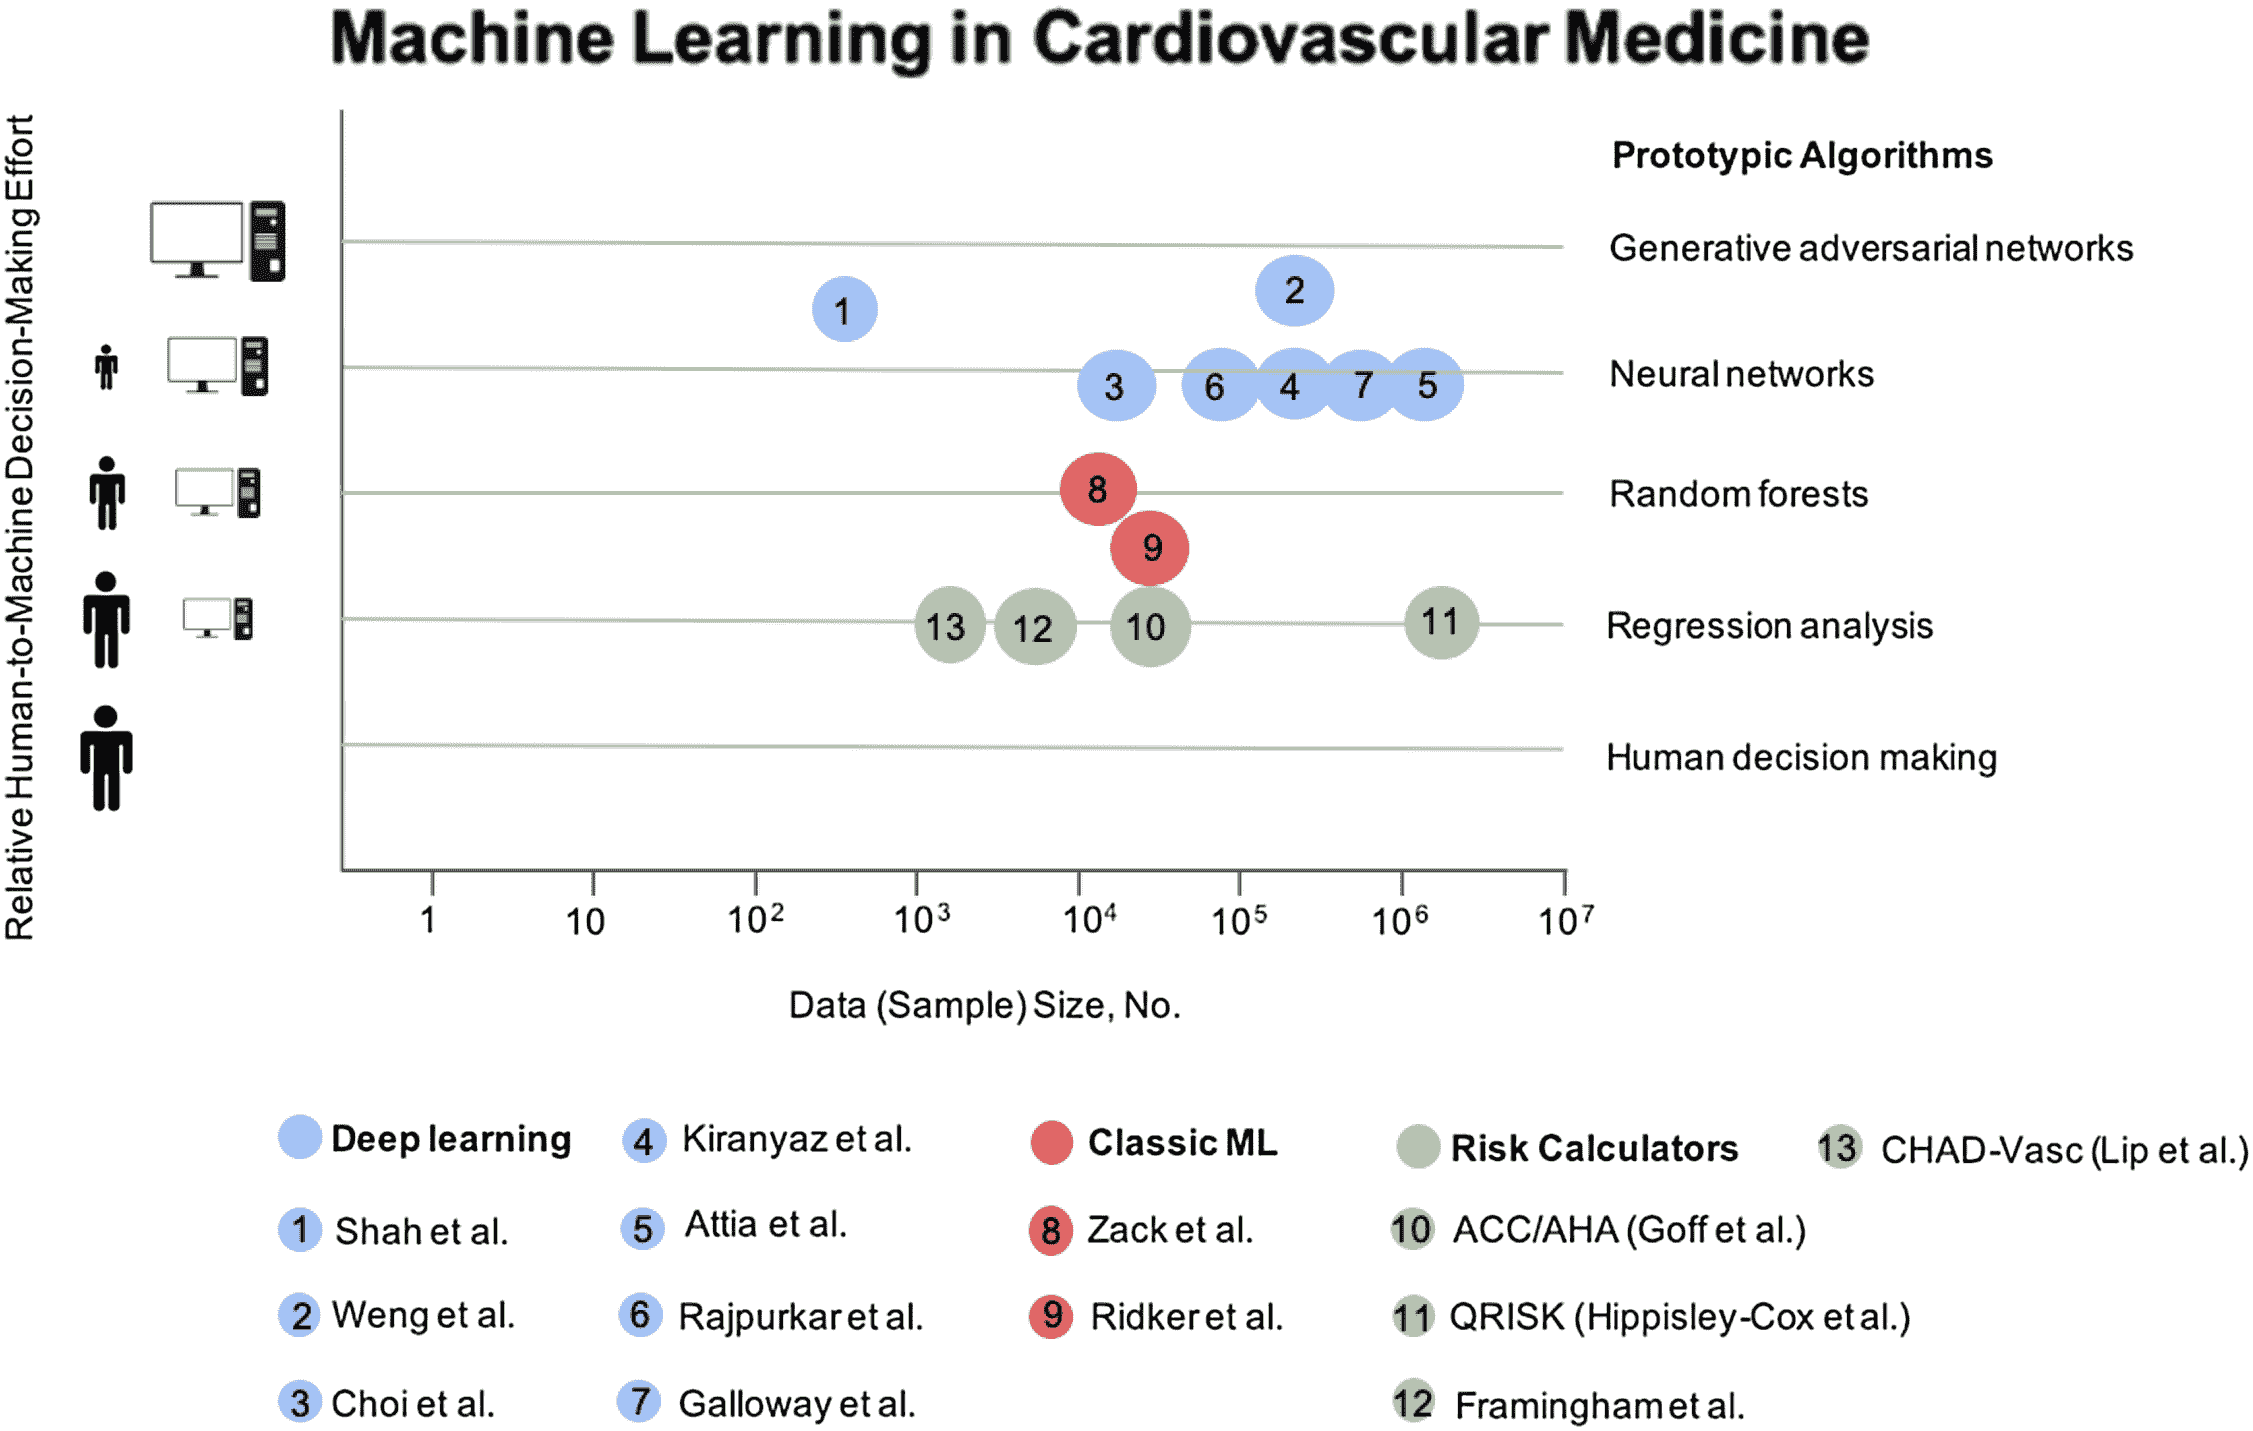 Machine Learning in Cardiovascular Medicine
Relative Human-to-Machine Decision-Making Effort
Prototypic Algorithms
Generative adversarial networks
1
2
Neural networks
3
6
4
7
5
Random forests
8
9
Regression analysis
13
12
10
11
Human decision making
1
10
10²
10³
10⁴
10⁵
10⁶
10⁷
Data (Sample) Size, No.
Deep learning
1 Shah et al.
2 Weng et al.
3 Choi et al.
4 Kiranyaz et al.
5 Attia et al.
6 Rajpurkar et al.
7 Galloway et al.
Classic ML
8 Zack et al.
9 Ridker et al.
Risk Calculators
10 ACC/AHA (Goff et al.)
11 QRISK (Hippisley-Cox et al.)
12 Framingham et al.
13 CHAD-Vasc (Lip et al.)